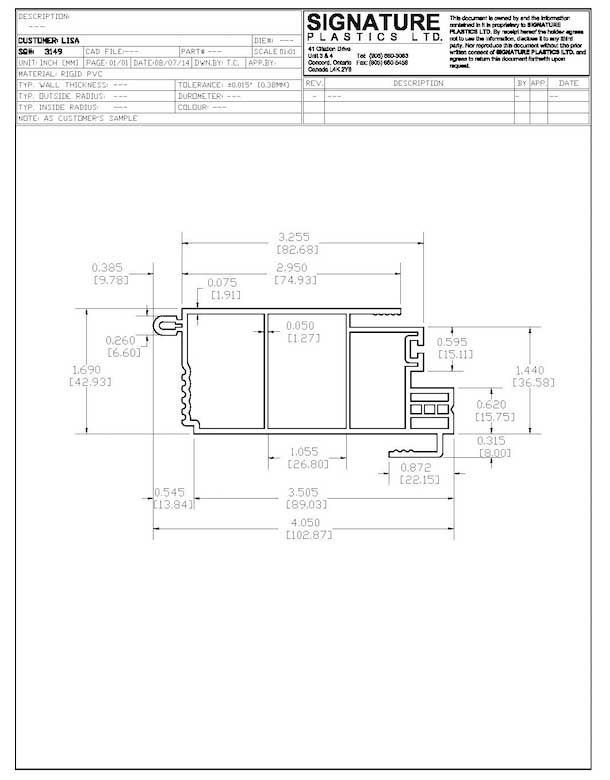 DESCRIPTION:
---
CUSTOMER: LISA
DIE#: ---
SQ#: 3149
CAD FILE:---
PART# ---
SCALE 01:01
UNIT: INCH [MM]
PAGE: 01/01
DATE:08/07/14
DWN.BY: T.C.
APP.BY:
MATERIAL: RIGID PVC
TYP. WALL THICKNESS: ---
TOLERANCE: ±0.015" (0.38MM)
TYP. OUTSIDE RADIUS: ---
DUROMETER: ---
TYP. INSIDE RADIUS: ---
COLOUR: ---
NOTE: AS CUSTOMER'S SAMPLE
SIGNATURE
PLASTICS LTD.
41 Citation Drive
Unit 3 & 4
Concord, Ontario
Canada L4K 2Y8
Tel: (905) 660-3063
Fax: (905) 660-5458
This document is owned by and the information
contained in it is proprietary to SIGNATURE
PLASTICS LTD. By receipt hereof the holder agrees
not to use the information, disclose it to any third
party. Nor reproduce this document without the prior
written consent of SIGNATURE PLASTICS LTD. and
agrees to return this document forthwith upon
request.
REV.
DESCRIPTION
BY
APP.
DATE
-
---
-
--
3.255
[82.68]
0.385
[9.78]
2.950
[74.93]
0.075
[1.91]
0.050
[1.27]
0.260
[6.60]
0.595
[15.11]
1.690
[42.93]
1.440
[36.58]
0.620
[15.75]
0.315
[8.00]
1.055
[26.80]
0.872
[22.15]
0.545
[13.84]
3.505
[89.03]
4.050
[102.87]